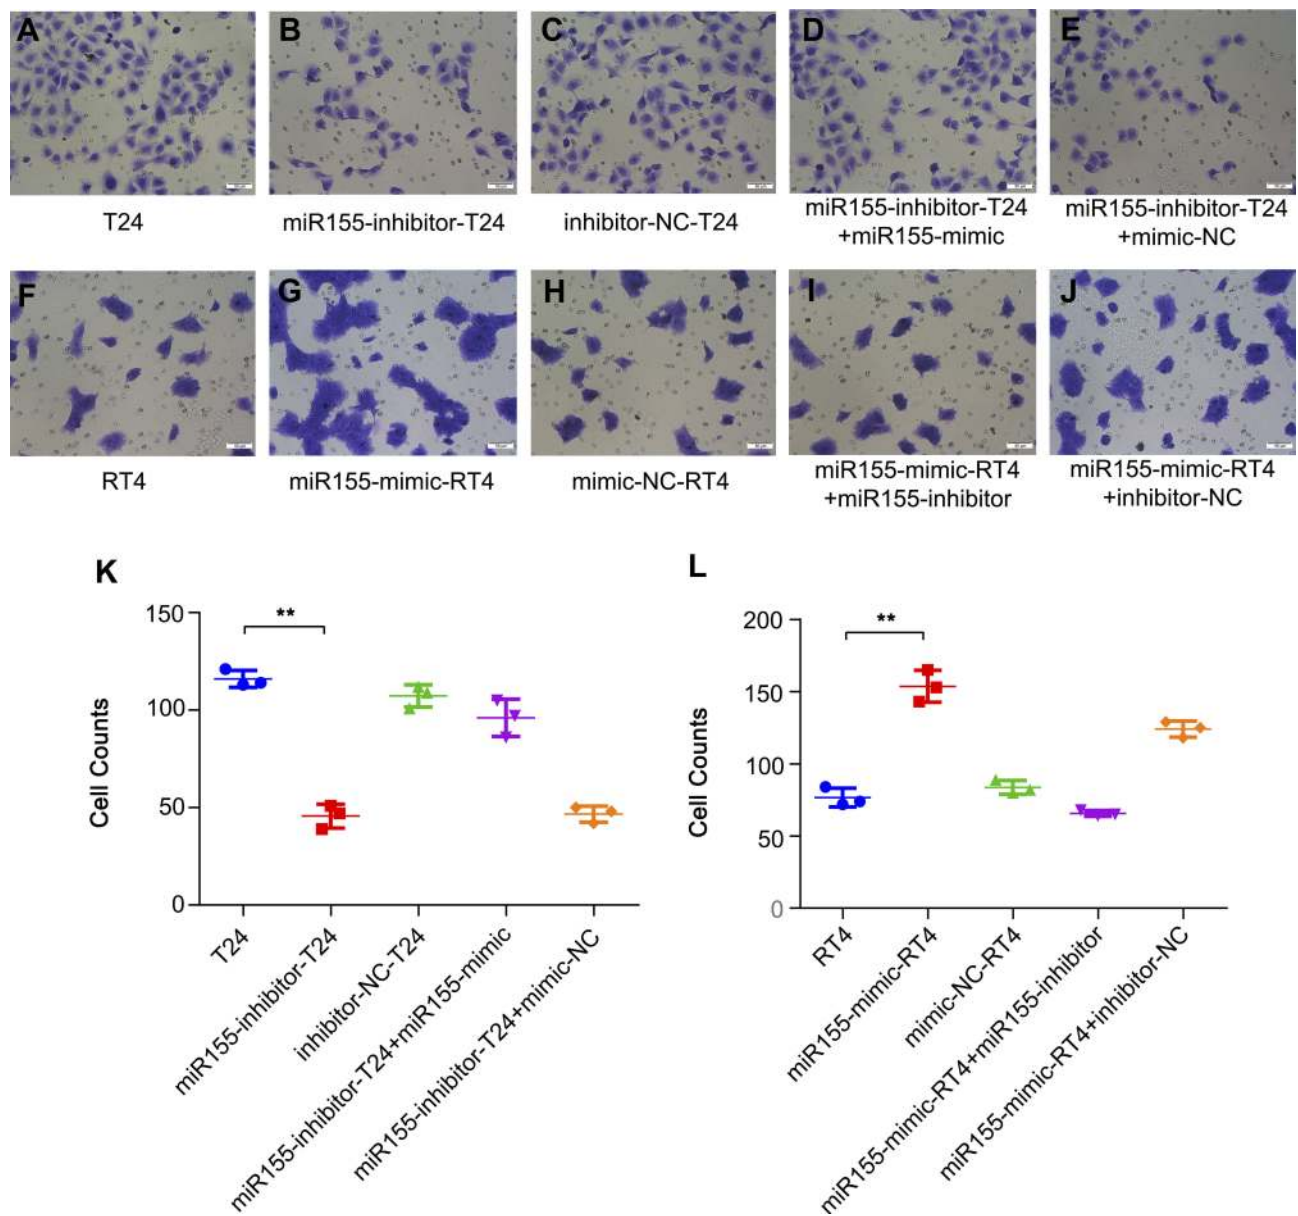 A
B
C
D
E
T24
miR155-inhibitor-T24
inhibitor-NC-T24
miR155-inhibitor-T24
+miR155-mimic
miR155-inhibitor-T24
+mimic-NC
F
G
H
I
J
RT4
miR155-mimic-RT4
mimic-NC-RT4
miR155-mimic-RT4
+miR155-inhibitor
miR155-mimic-RT4
+inhibitor-NC
K
**
150
100
50
0
Cell Counts
T24
miR155-inhibitor-T24
inhibitor-NC-T24
miR155-inhibitor-T24+miR155-mimic
miR155-inhibitor-T24+mimic-NC
L
**
200
150
100
50
0
Cell Counts
RT4
miR155-mimic-RT4
mimic-NC-RT4
miR155-mimic-RT4+miR155-inhibitor
miR155-mimic-RT4+inhibitor-NC